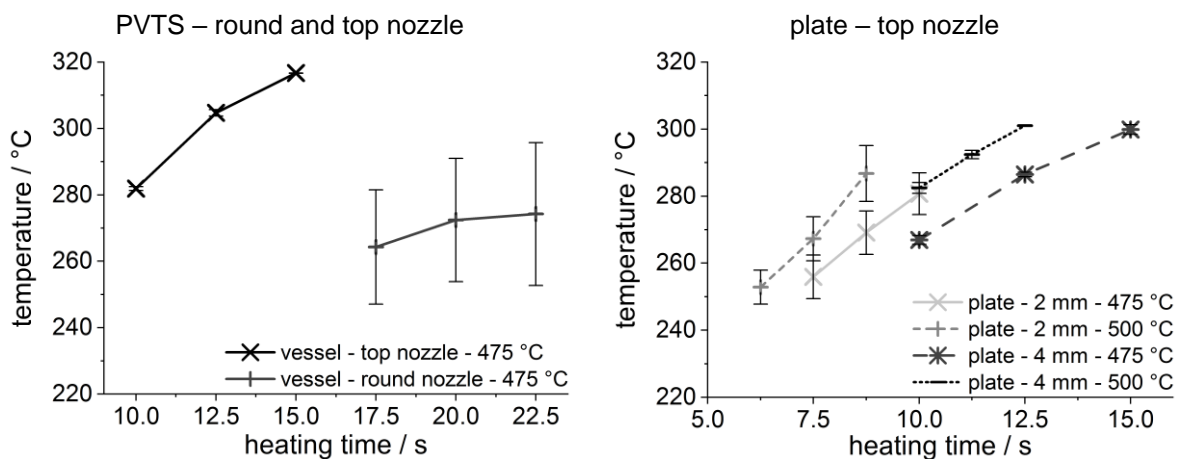 PVTS – round and top nozzle
320
300
280
260
240
220
temperature / °C
10.0 12.5 15.0 17.5 20.0 22.5
heating time / s
vessel - top nozzle - 475 °C
vessel - round nozzle - 475 °C
plate – top nozzle
320
300
280
260
240
220
temperature / °C
5.0 7.5 10.0 12.5 15.0
heating time / s
plate - 2 mm - 475 °C
plate - 2 mm - 500 °C
plate - 4 mm - 475 °C
plate - 4 mm - 500 °C